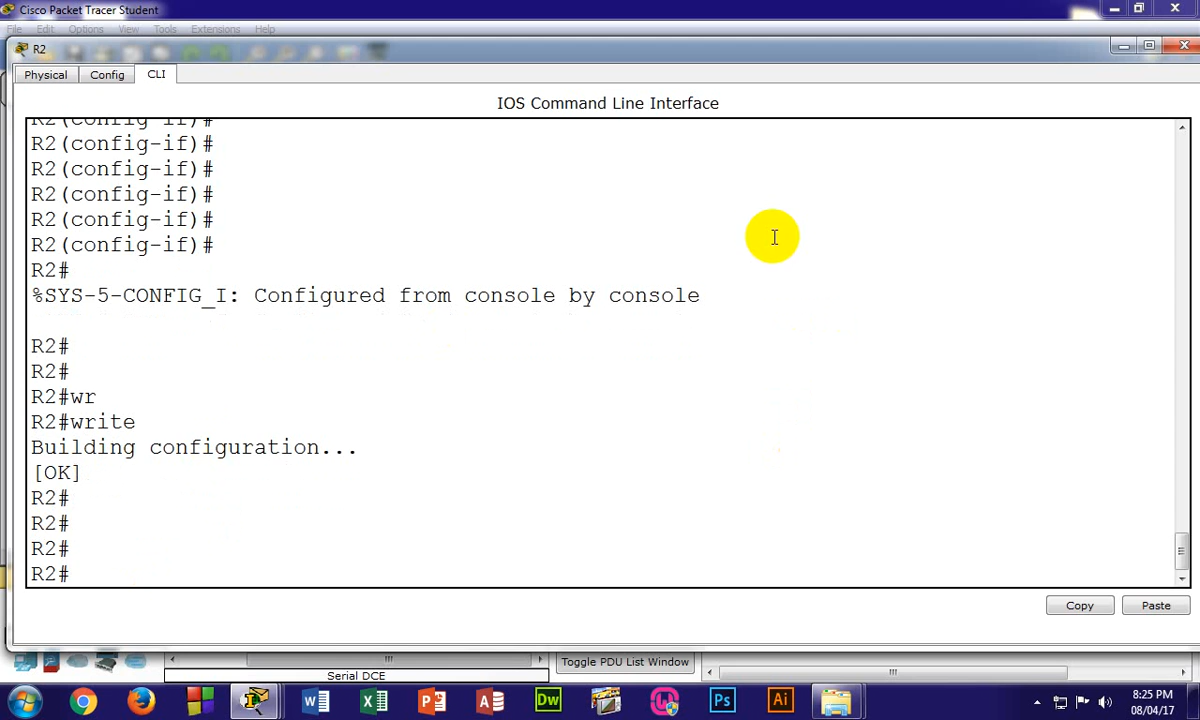 Cisco Packet Tracer Student
File Edit Options View Tools Extensions Help
R2
Physical Config CLI
IOS Command Line Interface
R2(config-if)#
R2(config-if)#
R2(config-if)#
R2(config-if)#
R2(config-if)#
R2(config-if)#
R2#
%SYS-5-CONFIG_I: Configured from console by console
R2#
R2#
R2#wr
R2#write
Building configuration...
[OK]
R2#
R2#
R2#
R2#
Copy Paste
Toggle PDU List Window
Serial DCE
8:25 PM
Dw Ps Ai
08/04/17